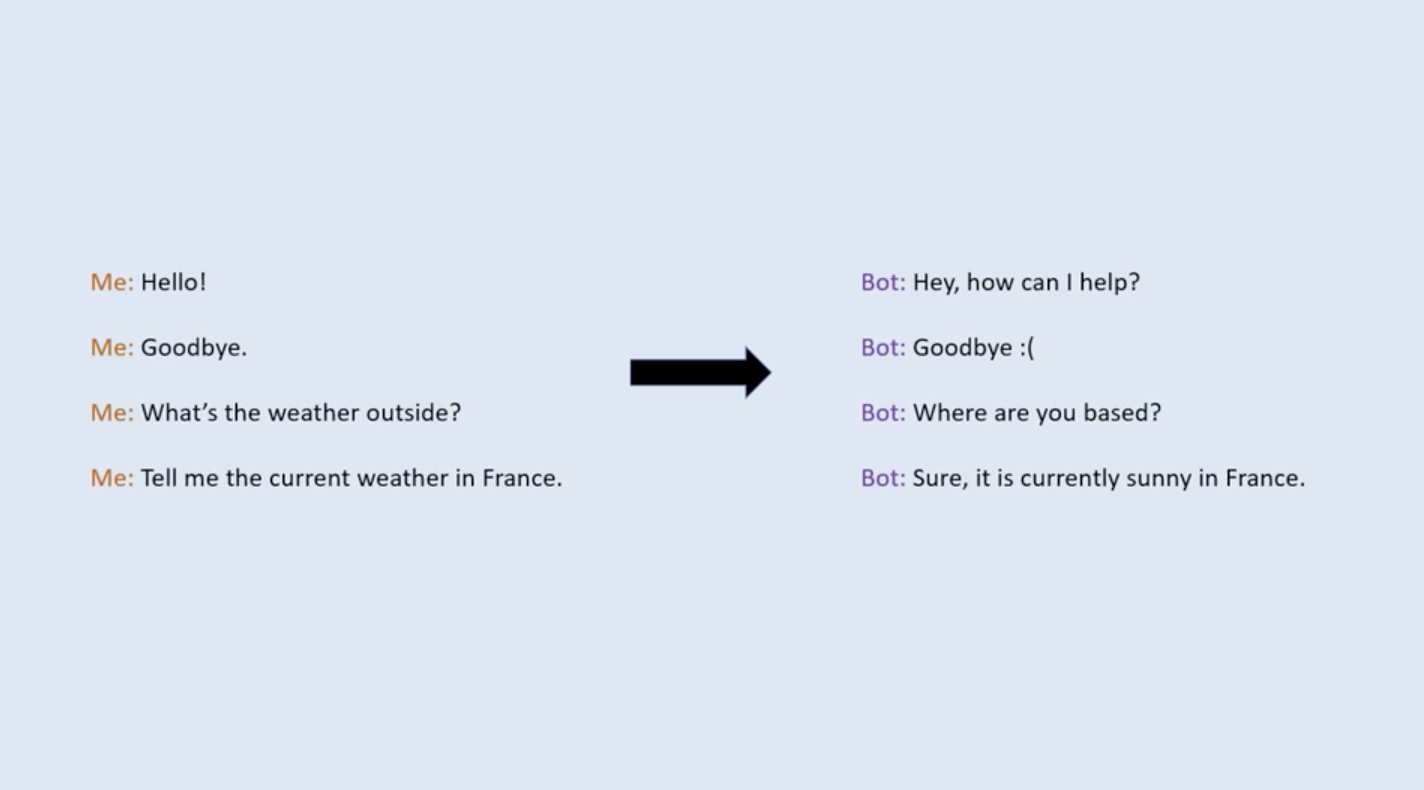 Me: Hello!
Me: Goodbye.
Me: What’s the weather outside?
Me: Tell me the current weather in France.
Bot: Hey, how can I help?
Bot: Goodbye :(
Bot: Where are you based?
Bot: Sure, it is currently sunny in France.